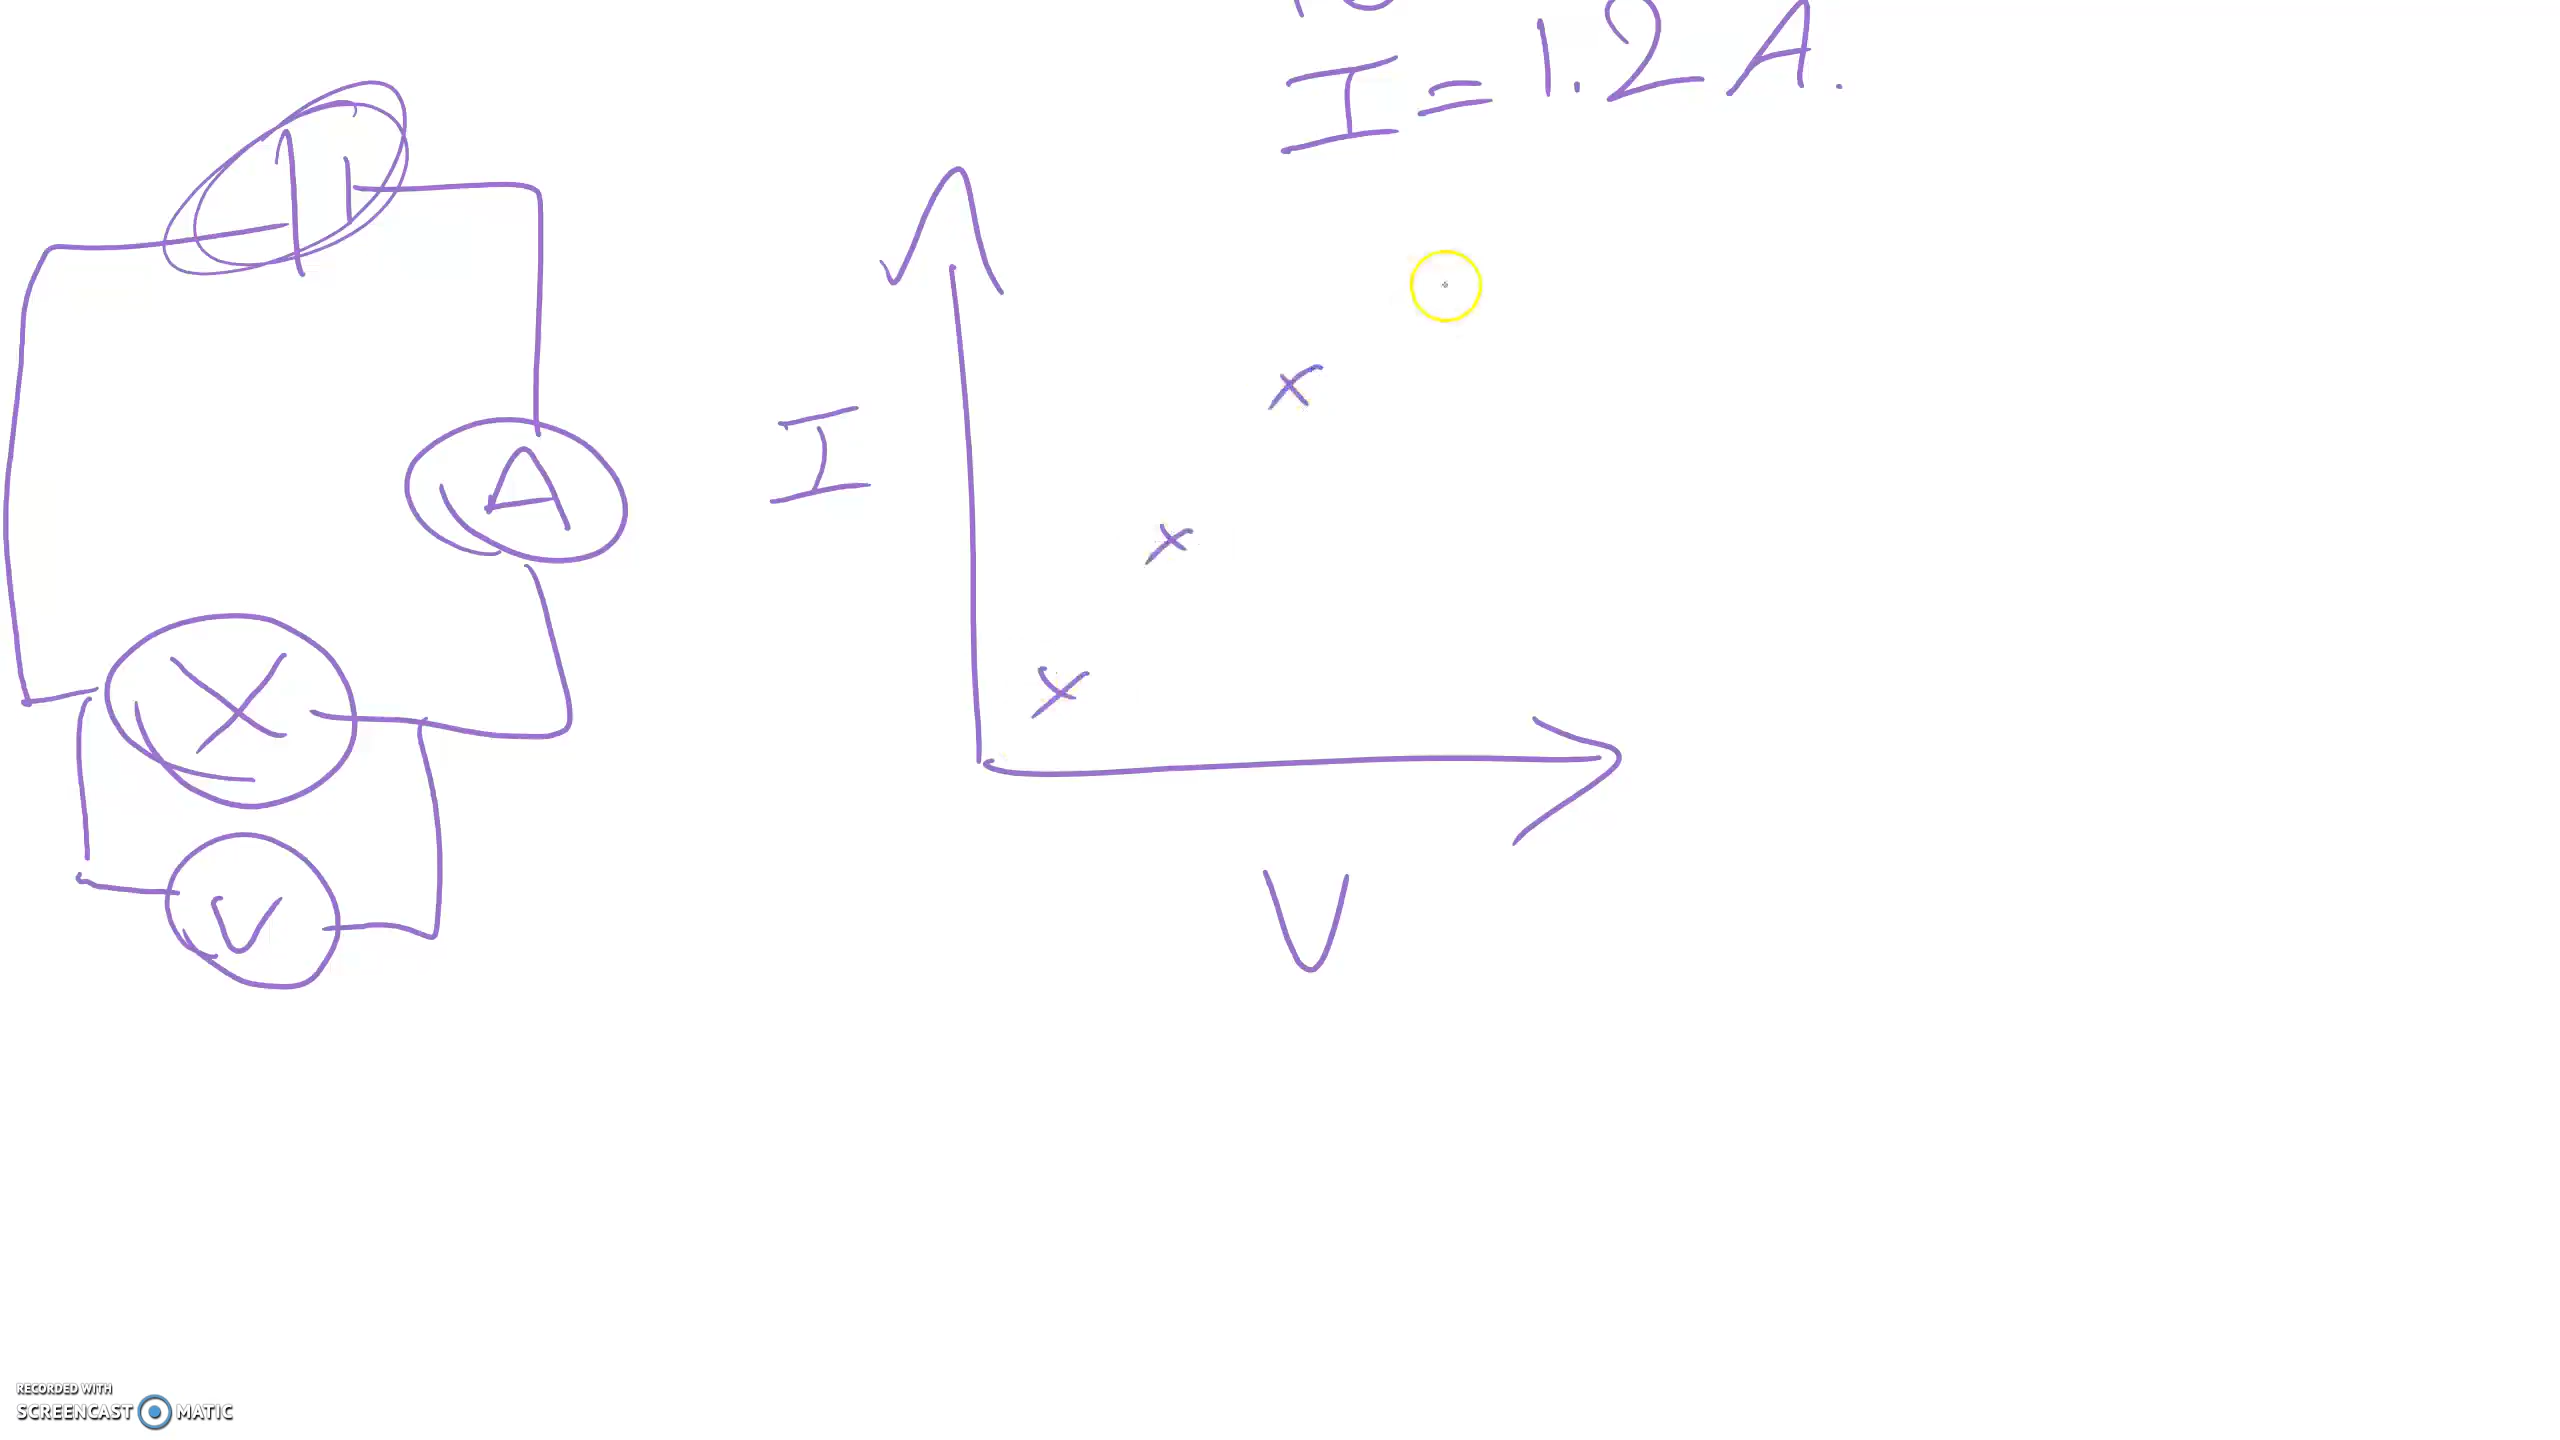 I = 1.2 A.
I
A
X
V
V
RECORDED WITH
SCREENCAST MATIC